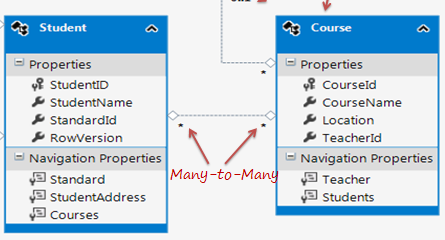 Student
Properties
StudentID
StudentName
StandardId
RowVersion
Navigation Properties
Standard
StudentAddress
Courses
*
*
*
Many-to-Many
Course
Properties
CourseId
CourseName
Location
TeacherId
Navigation Properties
Teacher
Students